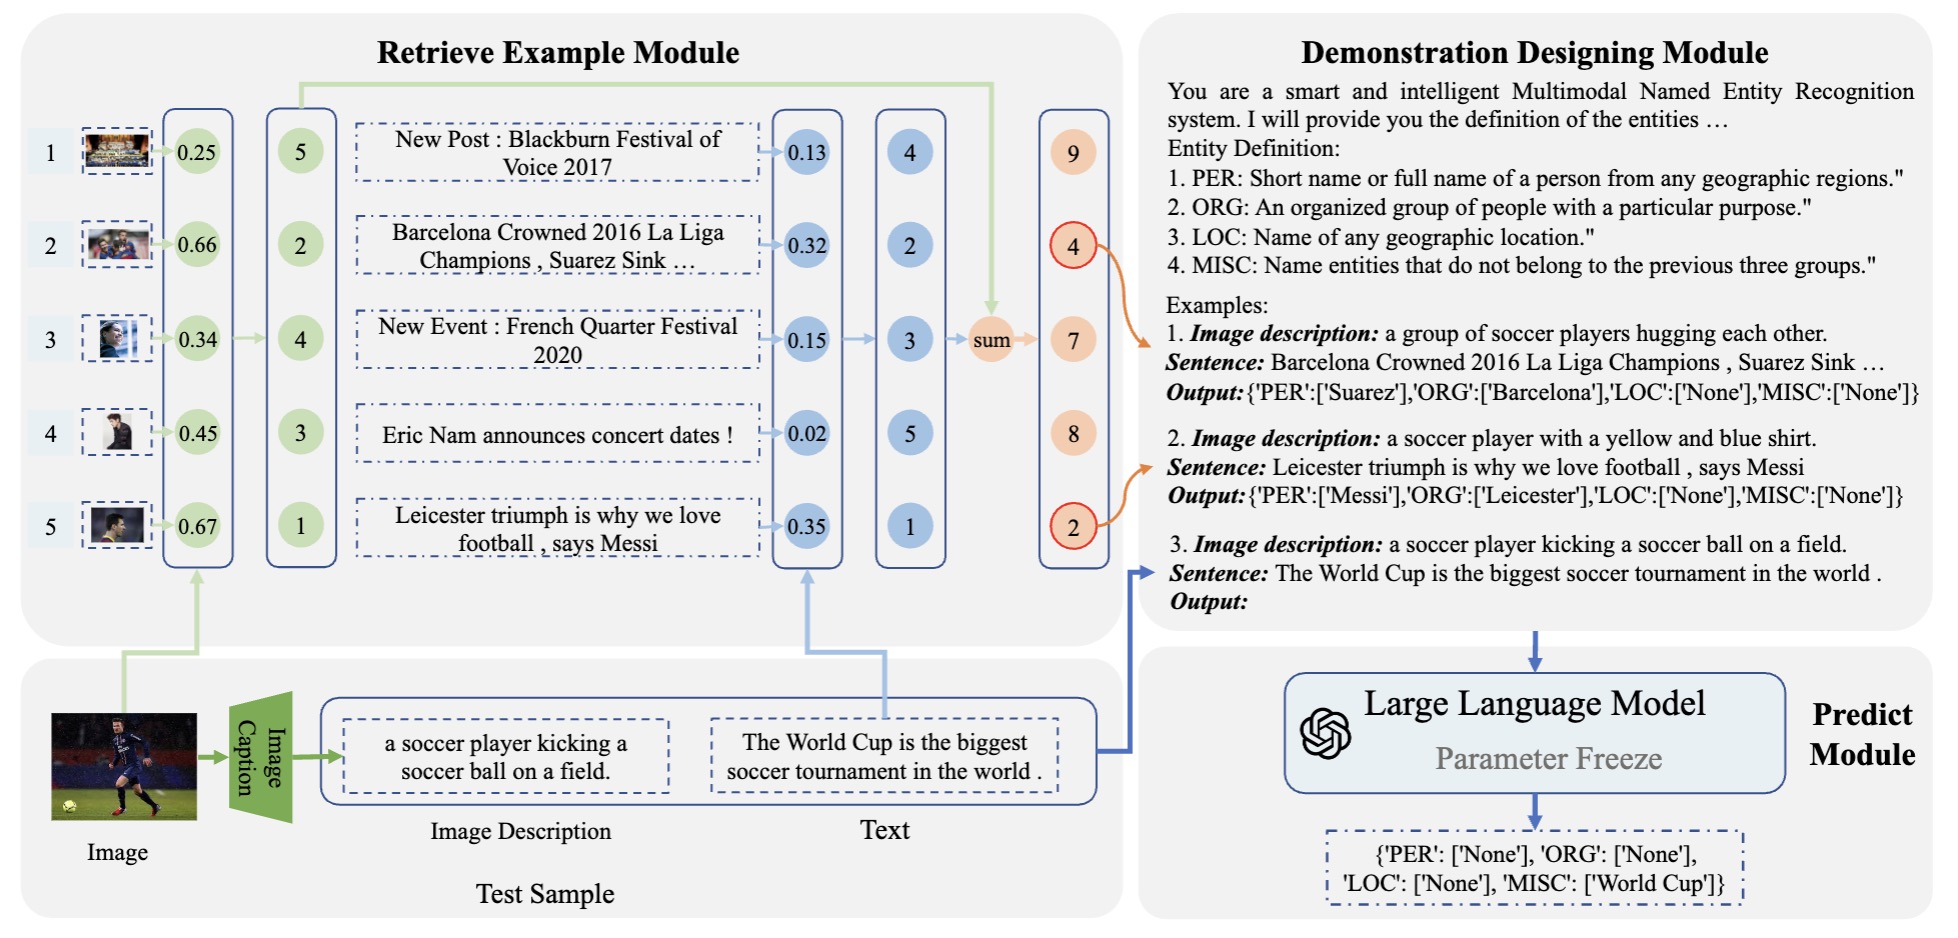 Retrieve Example Module
1
0.25
5
New Post : Blackburn Festival of
Voice 2017
0.13
4
9
2
0.66
2
Barcelona Crowned 2016 La Liga
Champions , Suarez Sink …
0.32
2
4
3
0.34
4
New Event : French Quarter Festival
2020
0.15
3
sum
7
4
0.45
3
Eric Nam announces concert dates !
0.02
5
8
5
0.67
1
Leicester triumph is why we love
football , says Messi
0.35
1
2
Image
Image
Caption
a soccer player kicking a
soccer ball on a field.
Image Description
The World Cup is the biggest
soccer tournament in the world .
Text
Test Sample
Demonstration Designing Module
You are a smart and intelligent Multimodal Named Entity Recognition
system. I will provide you the definition of the entities …
Entity Definition:
1. PER: Short name or full name of a person from any geographic regions."
2. ORG: An organized group of people with a particular purpose."
3. LOC: Name of any geographic location."
4. MISC: Name entities that do not belong to the previous three groups."
Examples:
1. Image description: a group of soccer players hugging each other.
Sentence: Barcelona Crowned 2016 La Liga Champions , Suarez Sink …
Output:{'PER':['Suarez'],'ORG':['Barcelona'],'LOC':['None'],'MISC':['None']}
2. Image description: a soccer player with a yellow and blue shirt.
Sentence: Leicester triumph is why we love football , says Messi
Output:{'PER':['Messi'],'ORG':['Leicester'],'LOC':['None'],'MISC':['None']}
3. Image description: a soccer player kicking a soccer ball on a field.
Sentence: The World Cup is the biggest soccer tournament in the world .
Output:
Large Language Model
Parameter Freeze
Predict
Module
{'PER': ['None'], 'ORG': ['None'],
'LOC': ['None'], 'MISC': ['World Cup']}